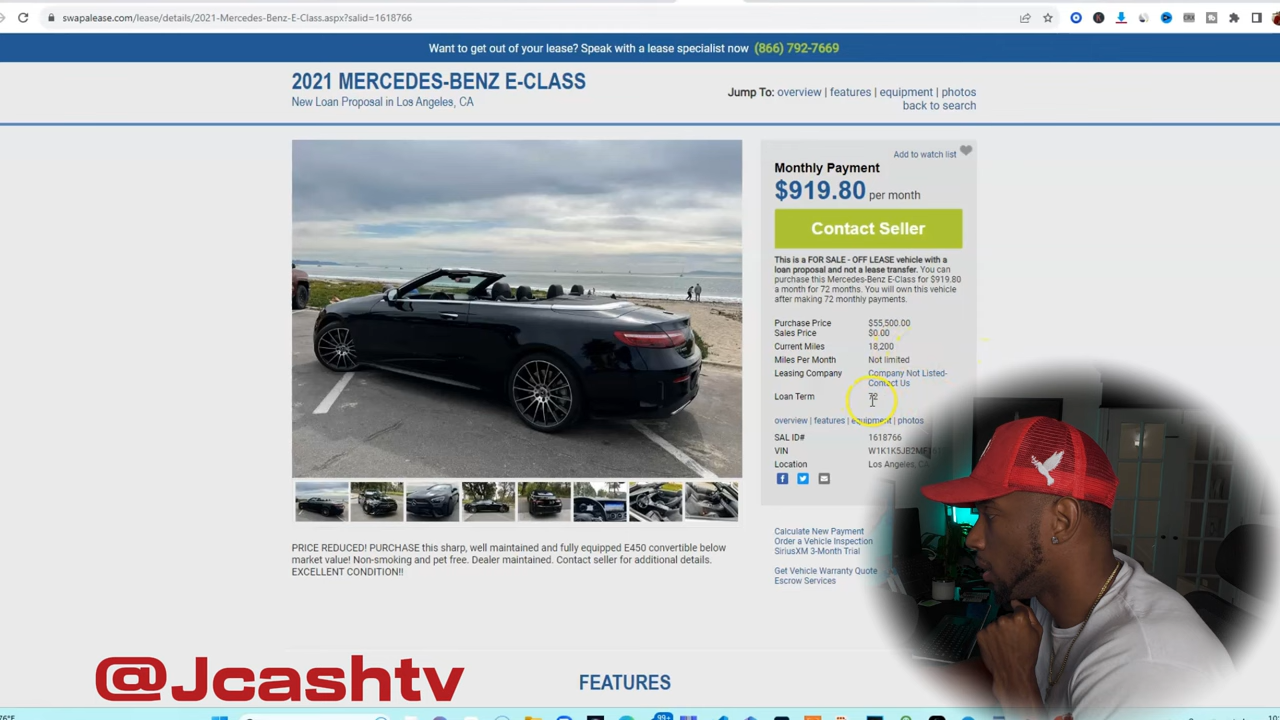 swapalease.com/lease/details/2021-Mercedes-Benz-E-Class.aspx?salid=1618766
Want to get out of your lease? Speak with a lease specialist now (866) 792-7669
2021 MERCEDES-BENZ E-CLASS
New Loan Proposal in Los Angeles, CA
Jump To: overview | features | equipment | photos
back to search
Add to watch list
Monthly Payment
$919.80 per month
Contact Seller
This is a FOR SALE - OFF LEASE vehicle with a
loan proposal and not a lease transfer. You can
purchase this Mercedes-Benz E-Class for $919.80
a month for 72 months. You will own this vehicle
after making 72 monthly payments.
Purchase Price $55,500.00
Sales Price $0.00
Current Miles 18,200
Miles Per Month Not limited
Leasing Company Company Not Listed-
Contact Us
Loan Term 72
overview | features | equipment | photos
SAL ID# 1618766
VIN
Location Los Angeles,
Calculate New Payment
Order a Vehicle Inspection
SiriusXM 3-Month Trial
Get Vehicle Warranty Quote
Escrow Services
PRICE REDUCED! PURCHASE this sharp, well maintained and fully equipped E450 convertible below
market value! Non-smoking and pet free. Dealer maintained. Contact seller for additional details.
EXCELLENT CONDITION!!
@Jcashtv
FEATURES
99+